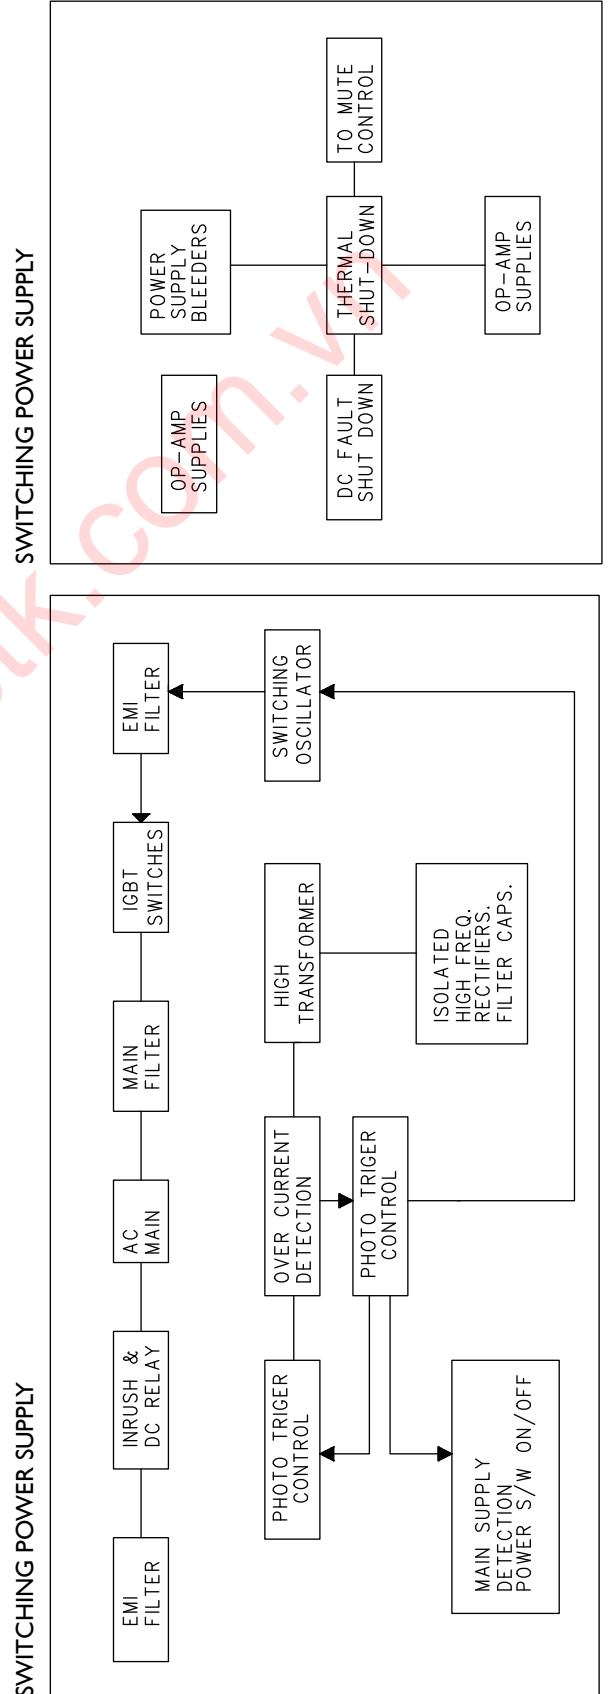 SWITCHING POWER SUPPLY
EMI
FILTER
INRUSH &
DC RELAY
AC
MAIN
MAIN
FILTER
IGBT
SWITCHES
EMI
FILTER
PHOTO TRIGER
CONTROL
OVER CURRENT
DETECTION
HIGH
TRANSFORMER
SWITCHING
OSCILLATOR
PHOTO TRIGER
CONTROL
ISOLATED
HIGH FREQ.
RECTIFIERS.
FILTER CAPS.
MAIN SUPPLY
DETECTION
POWER S/W ON/OFF
SWITCHING POWER SUPPLY
OP-AMP
SUPPLIES
POWER
SUPPLY
BLEEDERS
DC FAULT
SHUT DOWN
THERMAL
SHUT-DOWN
TO MUTE
CONTROL
OP-AMP
SUPPLIES
tk.com.vn